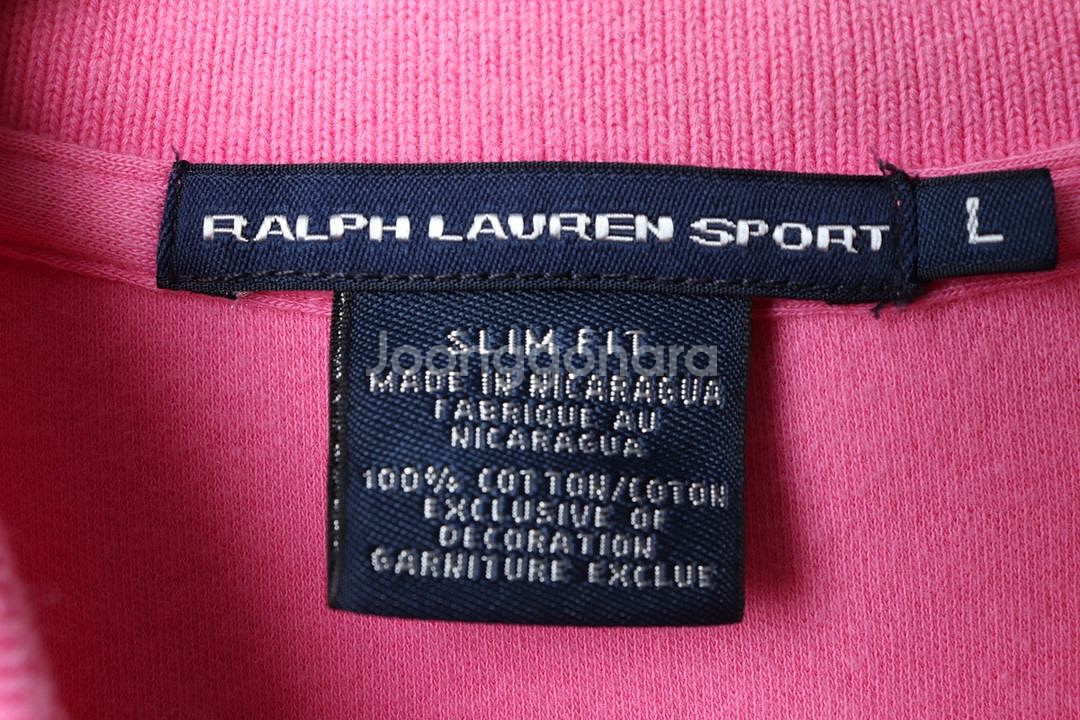 RALPH LAUREN SPORT L
SLIM FIT
Joongaonara
MADE IN NICARAGUA
FABRIQUE AU
NICARAGUA
100% COTTON/COTON
EXCLUSIVE OF
DECORATION
GARNITURE EXCLUE